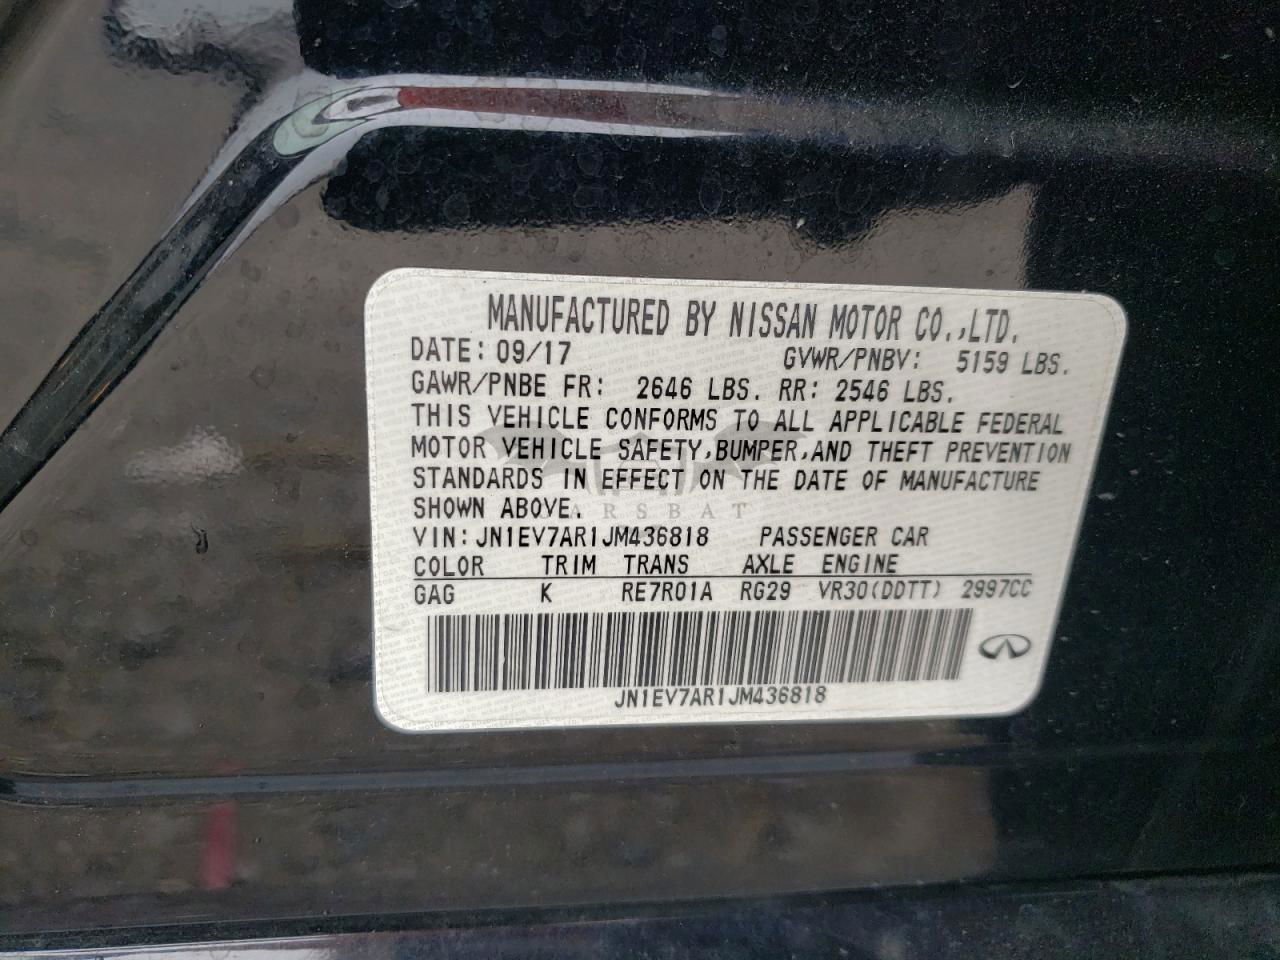 MANUFACTURED BY NISSAN MOTOR CO.,LTD.
DATE: 09/17 GVWR/PNBV: 5159 LBS.
GAWR/PNBE FR: 2646 LBS. RR: 2546 LBS.
THIS VEHICLE CONFORMS TO ALL APPLICABLE FEDERAL
MOTOR VEHICLE SAFETY,BUMPER,AND THEFT PREVENTION
STANDARDS IN EFFECT ON THE DATE OF MANUFACTURE
SHOWN ABOVE.
ARSBAT
VIN:JN1EV7AR1JM436818 PASSENGER CAR
COLOR TRIM TRANS AXLE ENGINE
GAG K RE7R01A RG29 VR30(DDTT) 2997CC
JN1EV7AR1JM436818